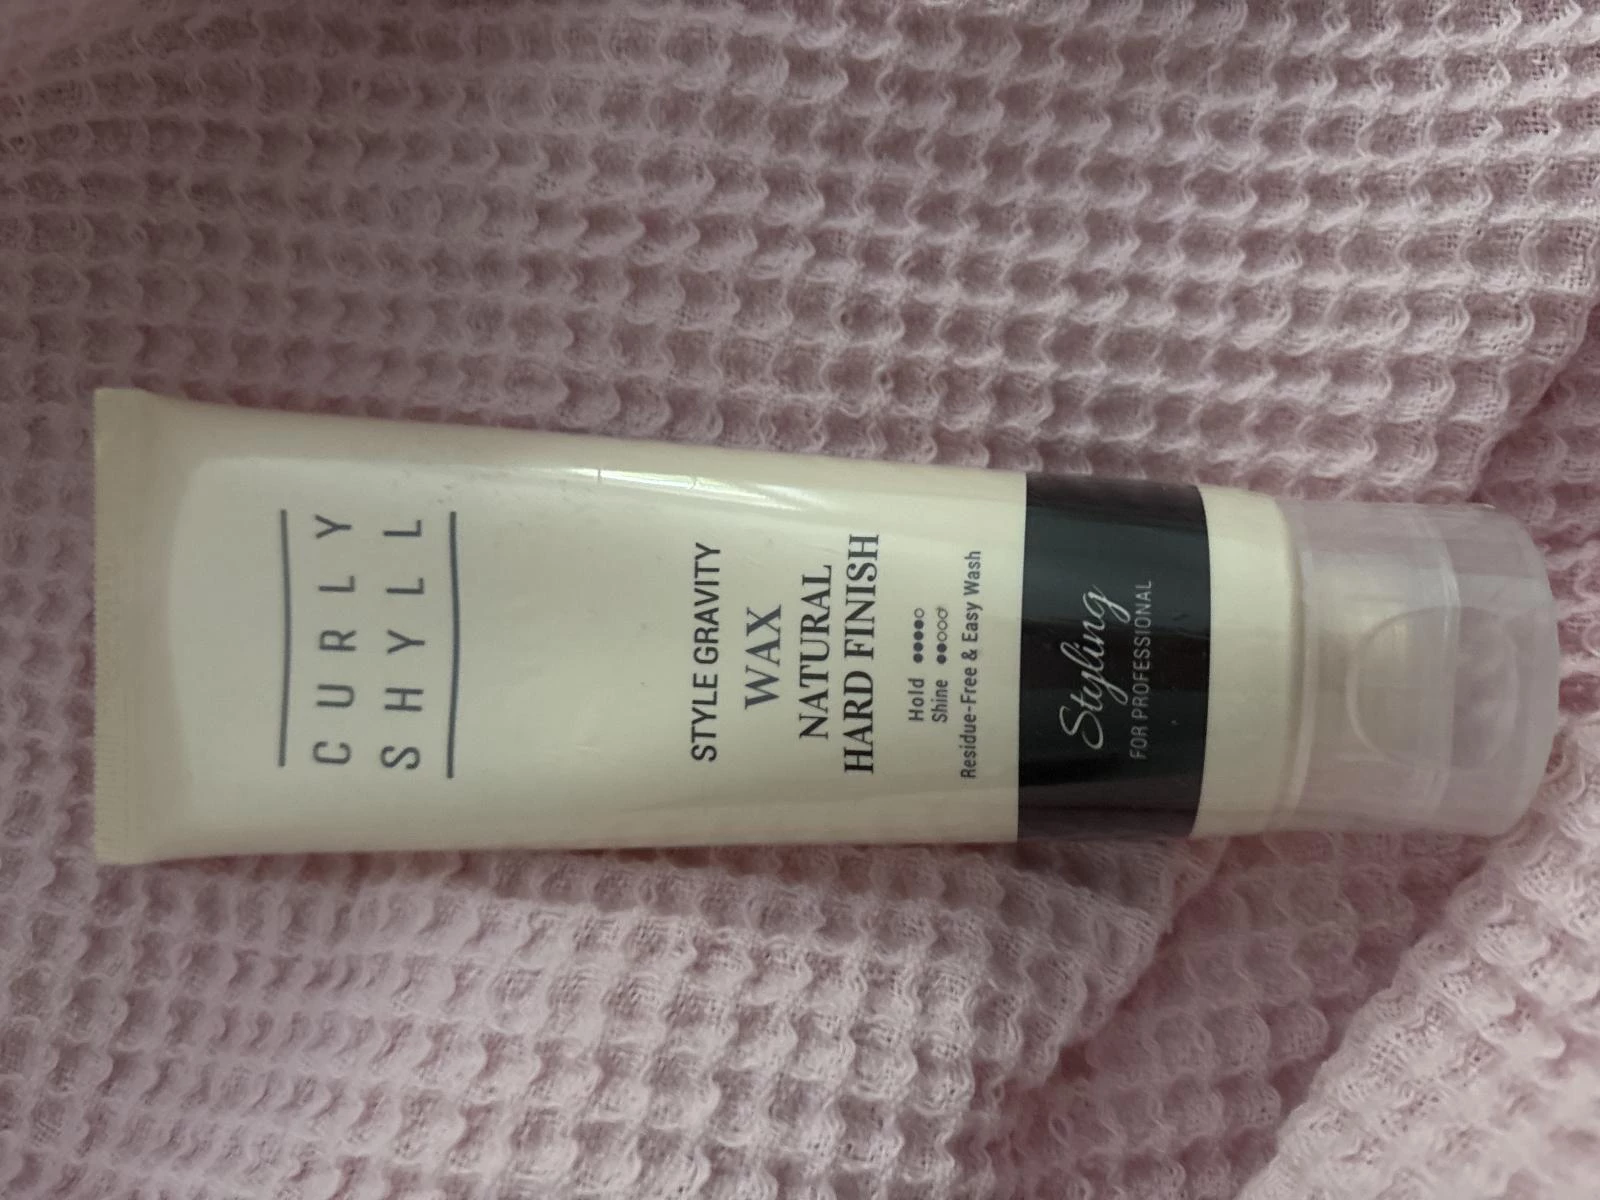 CURLY
SHYLL
STYLE GRAVITY
WAX
NATURAL
HARD FINISH
Hold ●●●●○
Shine ●●○○○
Residue-Free & Easy Wash
Styling
FOR PROFESSIONAL